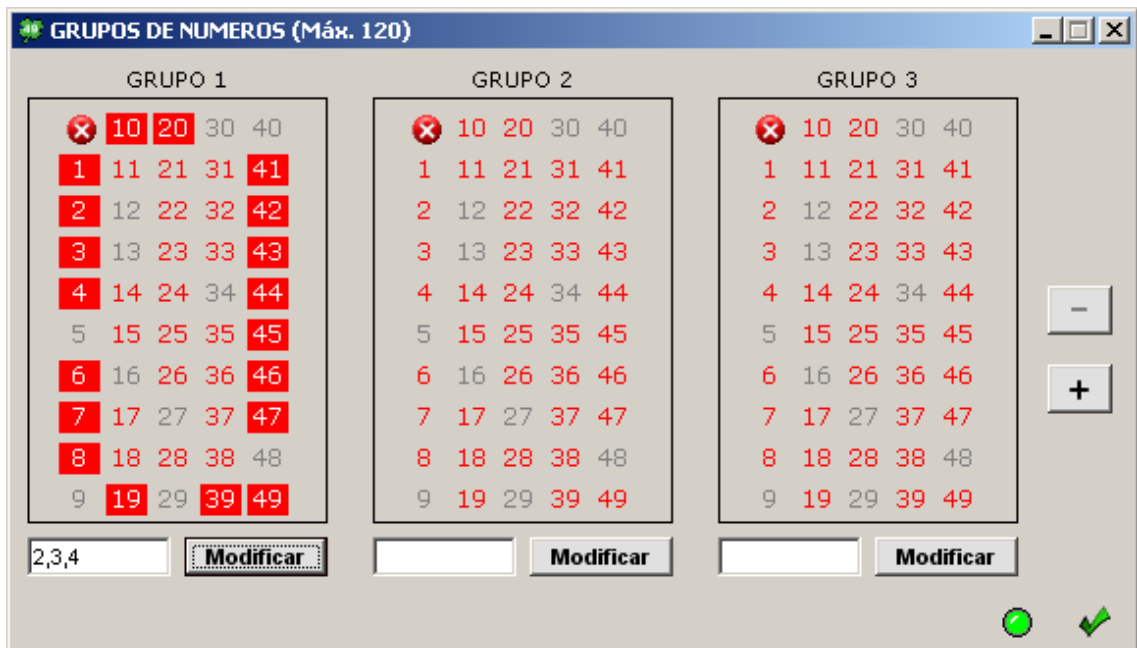 GRUPOS DE NUMEROS (Máx. 120)
GRUPO 1 GRUPO 2 GRUPO 3
10 20 30 40 10 20 30 40 10 20 30 40
1 11 21 31 41 1 11 21 31 41 1 11 21 31 41
2 12 22 32 42 2 12 22 32 42 2 12 22 32 42
3 13 23 33 43 3 13 23 33 43 3 13 23 33 43
4 14 24 34 44 4 14 24 34 44 4 14 24 34 44
5 15 25 35 45 5 15 25 35 45 5 15 25 35 45
6 16 26 36 46 6 16 26 36 46 6 16 26 36 46
7 17 27 37 47 7 17 27 37 47 7 17 27 37 47
8 18 28 38 48 8 18 28 38 48 8 18 28 38 48
9 19 29 39 49 9 19 29 39 49 9 19 29 39 49
−
+
2,3,4 Modificar Modificar Modificar